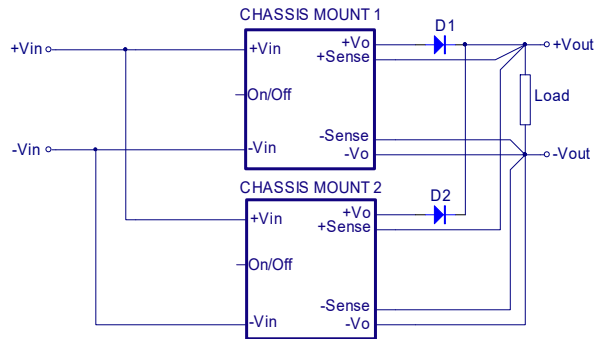 CHASSIS MOUNT 1
D1
+Vin
+Vin
+Vo
+Sense
+Vout
On/Off
Load
-Vin
-Vin
-Sense
-Vo
-Vout
CHASSIS MOUNT 2
D2
+Vin
+Vo
+Sense
On/Off
-Sense
-Vin
-Vo